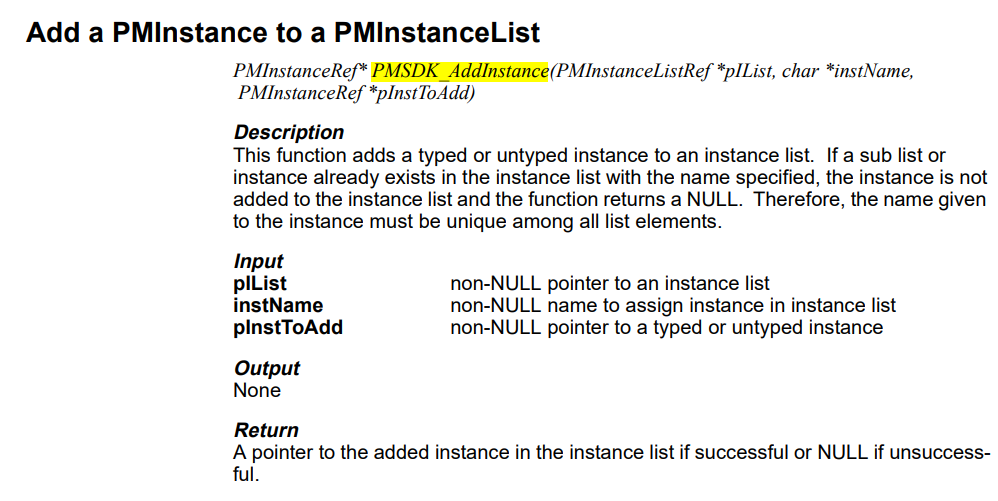 Add a PMInstance to a PMInstanceList
PMInstanceRef* PMSDK_AddInstance(PMInstanceListRef *pIList, char *instName,
PMInstanceRef *pInstToAdd)
Description
This function adds a typed or untyped instance to an instance list.  If a sub list or
instance already exists in the instance list with the name specified, the instance is not
added to the instance list and the function returns a NULL.  Therefore, the name given
to the instance must be unique among all list elements.
Input
pIList non-NULL pointer to an instance list
instName non-NULL name to assign instance in instance list
pInstToAdd non-NULL pointer to a typed or untyped instance
Output
None
Return
A pointer to the added instance in the instance list if successful or NULL if unsuccess-
ful.